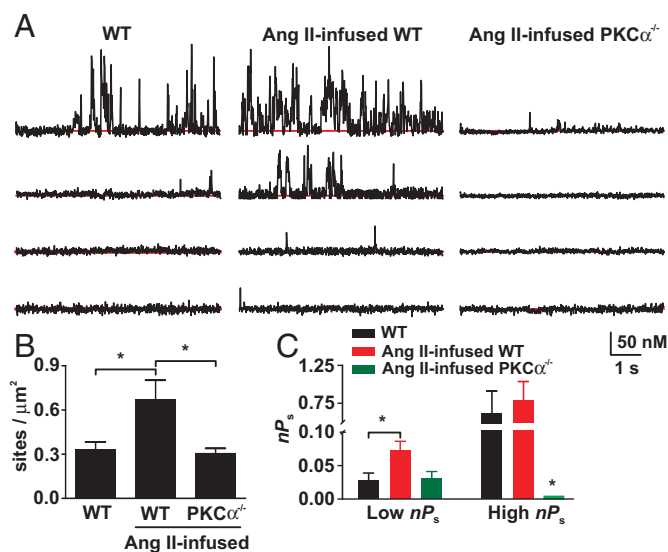 A
WT
Ang II-infused WT
Ang II-infused PKCα-/-
B
sites / μm²
0.9
0.6
0.3
0.0
*
*
WT
WT
PKCα-/-
Ang II-infused
C
WT
Ang II-infused WT
Ang II-infused PKCα-/-
50 nM
1 s
nPs
1.25
0.75
0.10
0.05
0.00
*
*
Low nPs
High nPs